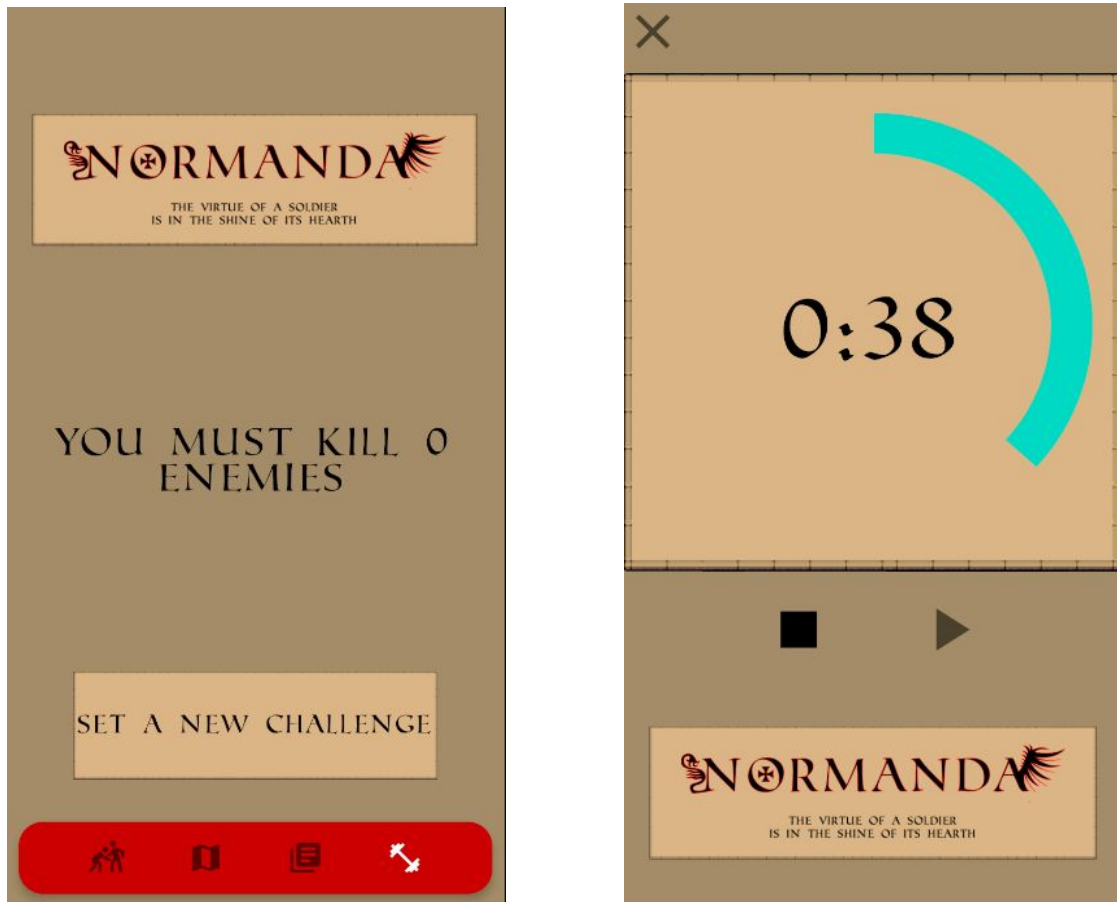 NORMANDA
THE VIRTUE OF A SOLDIER
IS IN THE SHINE OF ITS HEARTH
YOU MUST KILL 0
ENEMIES
SET A NEW CHALLENGE
0:38
NORMANDA
THE VIRTUE OF A SOLDIER
IS IN THE SHINE OF ITS HEARTH